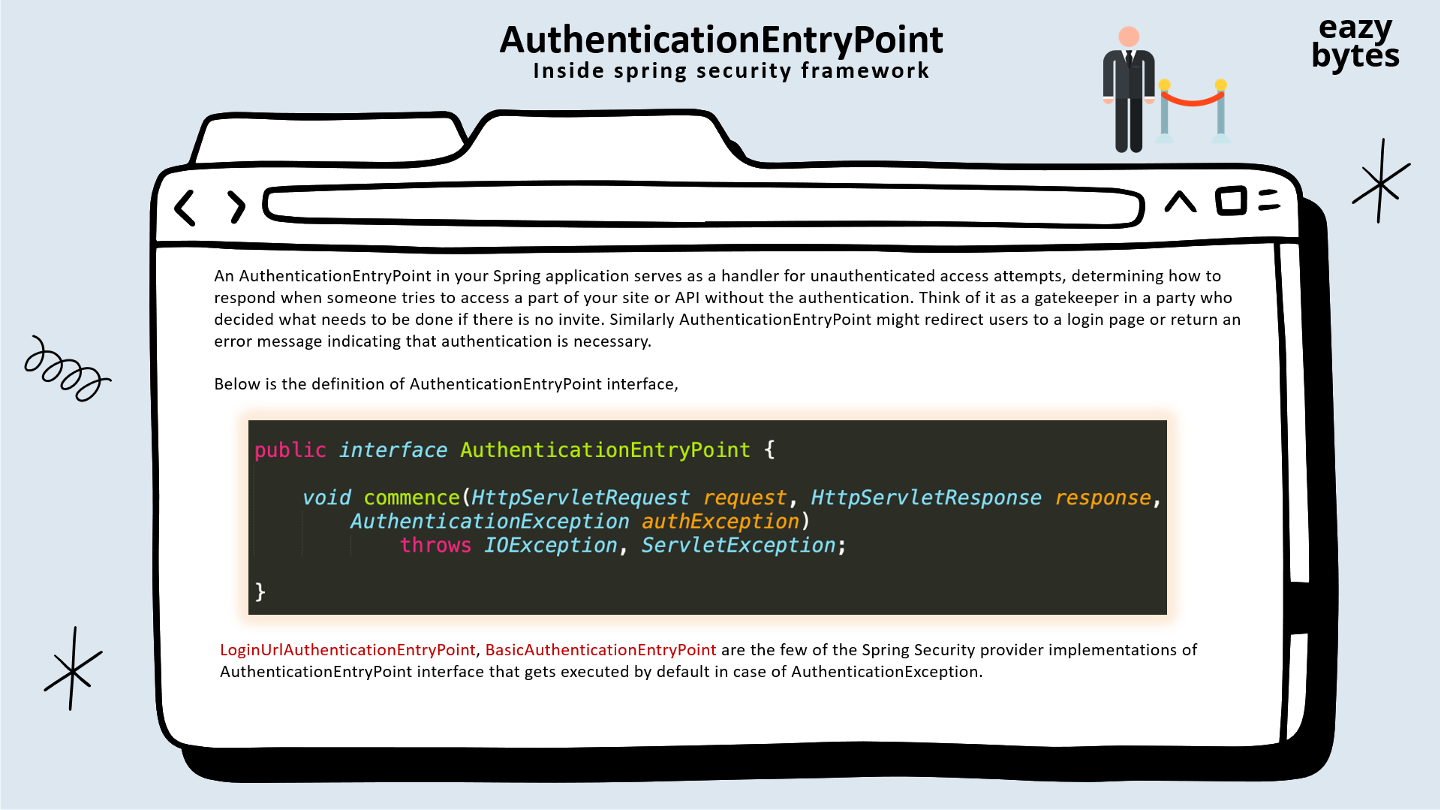 AuthenticationEntryPoint
Inside spring security framework
eazy
bytes
An AuthenticationEntryPoint in your Spring application serves as a handler for unauthenticated access attempts, determining how to
respond when someone tries to access a part of your site or API without the authentication. Think of it as a gatekeeper in a party who
decided what needs to be done if there is no invite. Similarly AuthenticationEntryPoint might redirect users to a login page or return an
error message indicating that authentication is necessary.
Below is the definition of AuthenticationEntryPoint interface,
public interface AuthenticationEntryPoint {
void commence(HttpServletRequest request, HttpServletResponse response,
AuthenticationException authException)
throws IOException, ServletException;
}
LoginUrlAuthenticationEntryPoint, BasicAuthenticationEntryPoint are the few of the Spring Security provider implementations of
AuthenticationEntryPoint interface that gets executed by default in case of AuthenticationException.